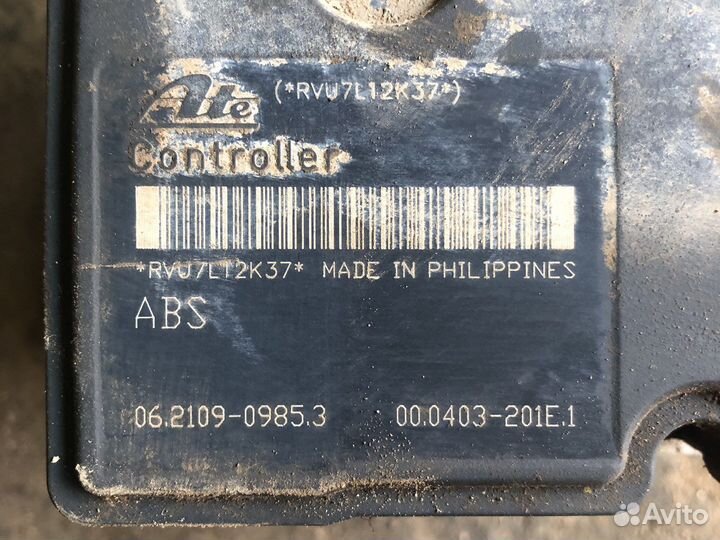 Ate (*RVU7L12K37*)
Controller
*RVU7L12K37* MADE IN PHILIPPINES
ABS
06.2109-0985.3 00.0403-201E.1
Avito